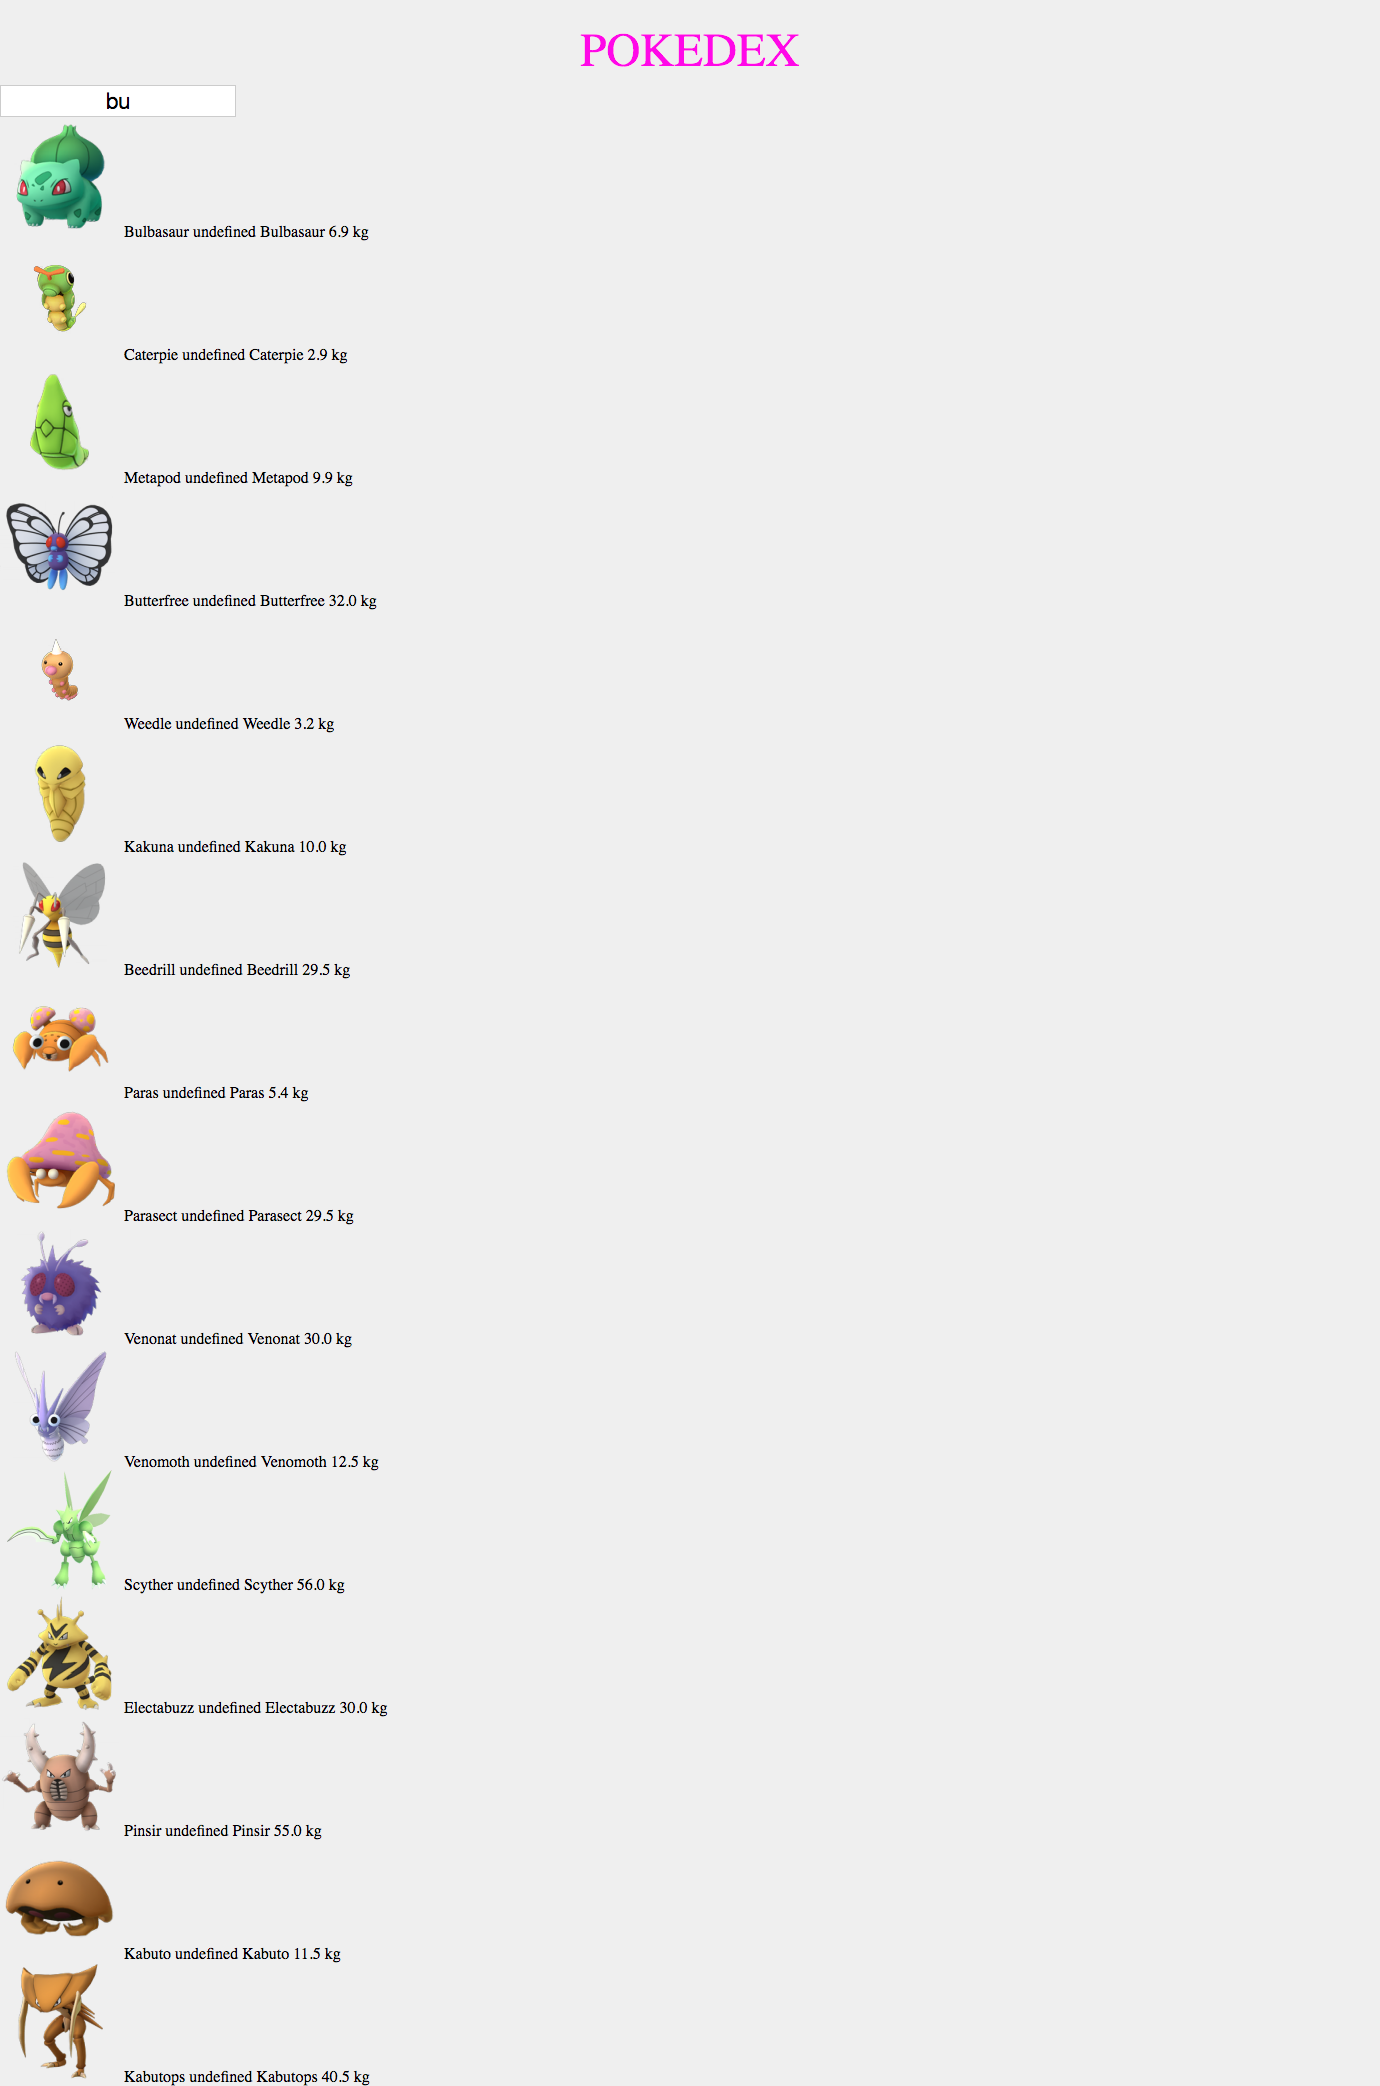 POKEDEX
bu
Bulbasaur undefined Bulbasaur 6.9 kg
Caterpie undefined Caterpie 2.9 kg
Metapod undefined Metapod 9.9 kg
Butterfree undefined Butterfree 32.0 kg
Weedle undefined Weedle 3.2 kg
Kakuna undefined Kakuna 10.0 kg
Beedrill undefined Beedrill 29.5 kg
Paras undefined Paras 5.4 kg
Parasect undefined Parasect 29.5 kg
Venonat undefined Venonat 30.0 kg
Venomoth undefined Venomoth 12.5 kg
Scyther undefined Scyther 56.0 kg
Electabuzz undefined Electabuzz 30.0 kg
Pinsir undefined Pinsir 55.0 kg
Kabuto undefined Kabuto 11.5 kg
Kabutops undefined Kabutops 40.5 kg